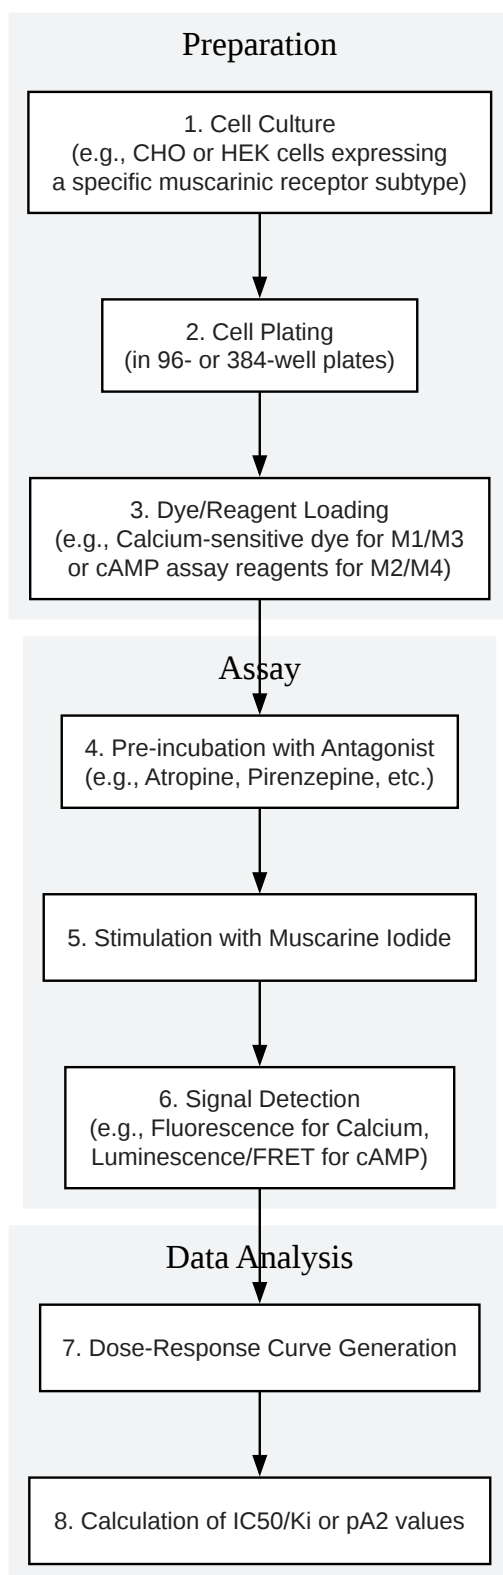 Preparation
1. Cell Culture
(e.g., CHO or HEK cells expressing
a specific muscarinic receptor subtype)
2. Cell Plating
(in 96- or 384-well plates)
3. Dye/Reagent Loading
(e.g., Calcium-sensitive dye for M1/M3
or cAMP assay reagents for M2/M4)
Assay
4. Pre-incubation with Antagonist
(e.g., Atropine, Pirenzepine, etc.)
5. Stimulation with Muscarine Iodide
6. Signal Detection
(e.g., Fluorescence for Calcium,
Luminescence/FRET for cAMP)
Data Analysis
7. Dose-Response Curve Generation
8. Calculation of IC50/Ki or pA2 values